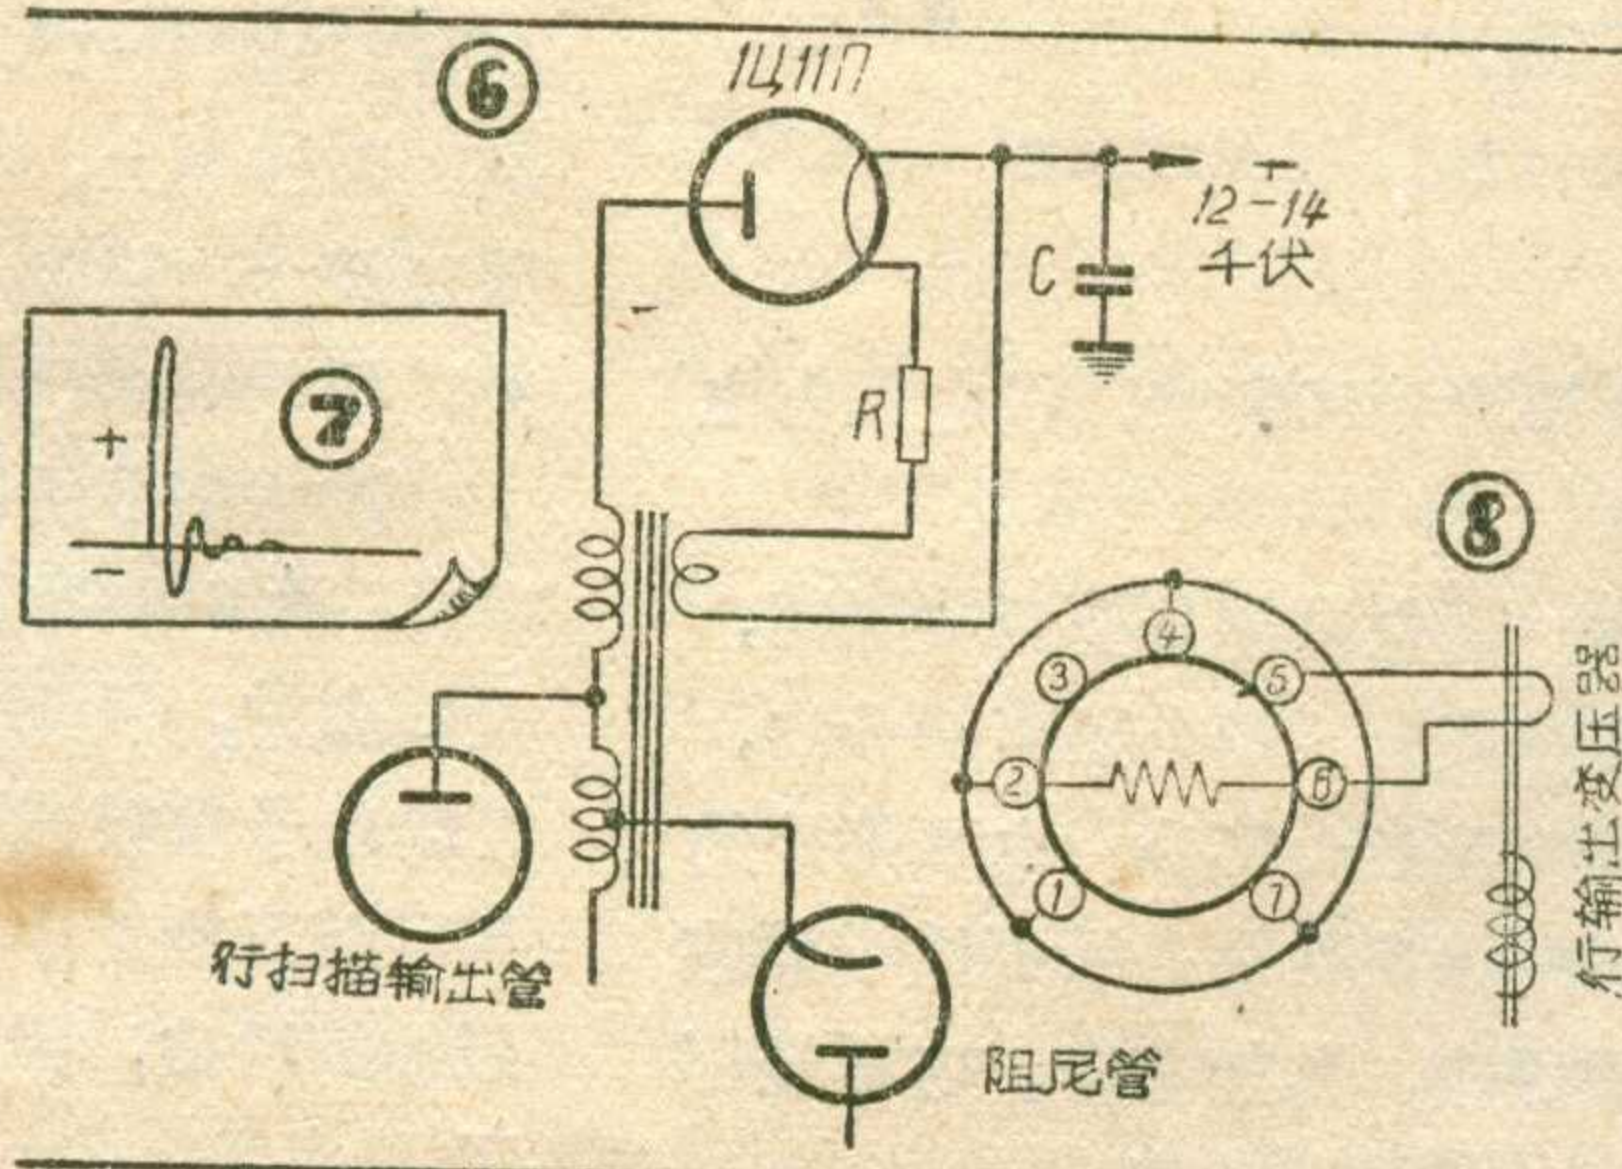 ⑥
1Ц11П
+
12-14
千伏
C
-
R
⑦
+
-
⑧
④
③ ⑤
② ⑥
① ⑦
行输出变压器
行扫描输出管
阻尼管